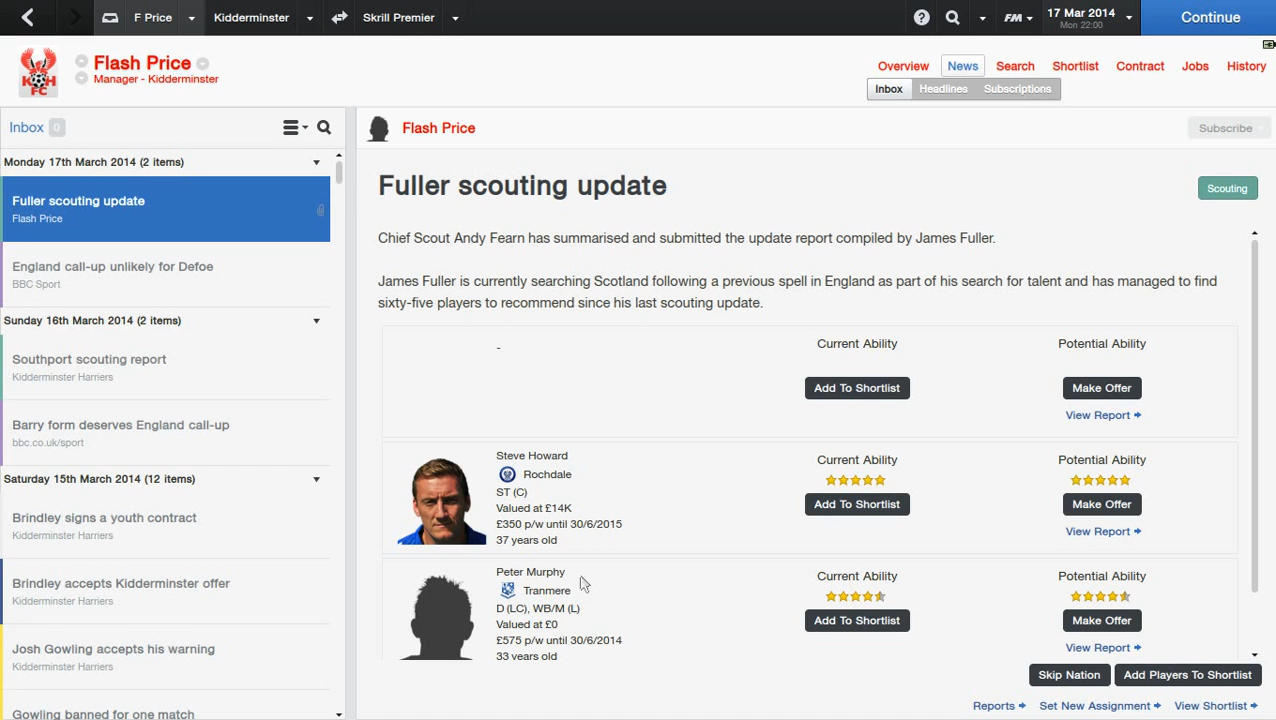 F Price
Kidderminster
Skrill Premier
?
FM
17 Mar 2014
Mon 22:00
Continue
KHFC
Flash Price
Manager - Kidderminster
Overview
News
Search
Shortlist
Contract
Jobs
History
Inbox
Headlines
Subscriptions
Inbox 0
Monday 17th March 2014 (2 items)
Fuller scouting update
Flash Price
England call-up unlikely for Defoe
BBC Sport
Sunday 16th March 2014 (2 items)
Southport scouting report
Kidderminster Harriers
Barry form deserves England call-up
bbc.co.uk/sport
Saturday 15th March 2014 (12 items)
Brindley signs a youth contract
Kidderminster Harriers
Brindley accepts Kidderminster offer
Kidderminster Harriers
Josh Gowling accepts his warning
Kidderminster Harriers
Gowling banned for one match
Flash Price
Subscribe
Fuller scouting update
Scouting
Chief Scout Andy Fearn has summarised and submitted the update report compiled by James Fuller.
James Fuller is currently searching Scotland following a previous spell in England as part of his search for talent and has managed to find
sixty-five players to recommend since his last scouting update.
-
Current Ability
Add To Shortlist
Potential Ability
Make Offer
View Report
Steve Howard
Rochdale
ST (C)
Valued at £14K
£350 p/w until 30/6/2015
37 years old
Current Ability
Add To Shortlist
Potential Ability
Make Offer
View Report
Peter Murphy
Tranmere
D (LC), WB/M (L)
Valued at £0
£575 p/w until 30/6/2014
33 years old
Current Ability
Add To Shortlist
Potential Ability
Make Offer
View Report
Skip Nation
Add Players To Shortlist
Reports
Set New Assignment
View Shortlist